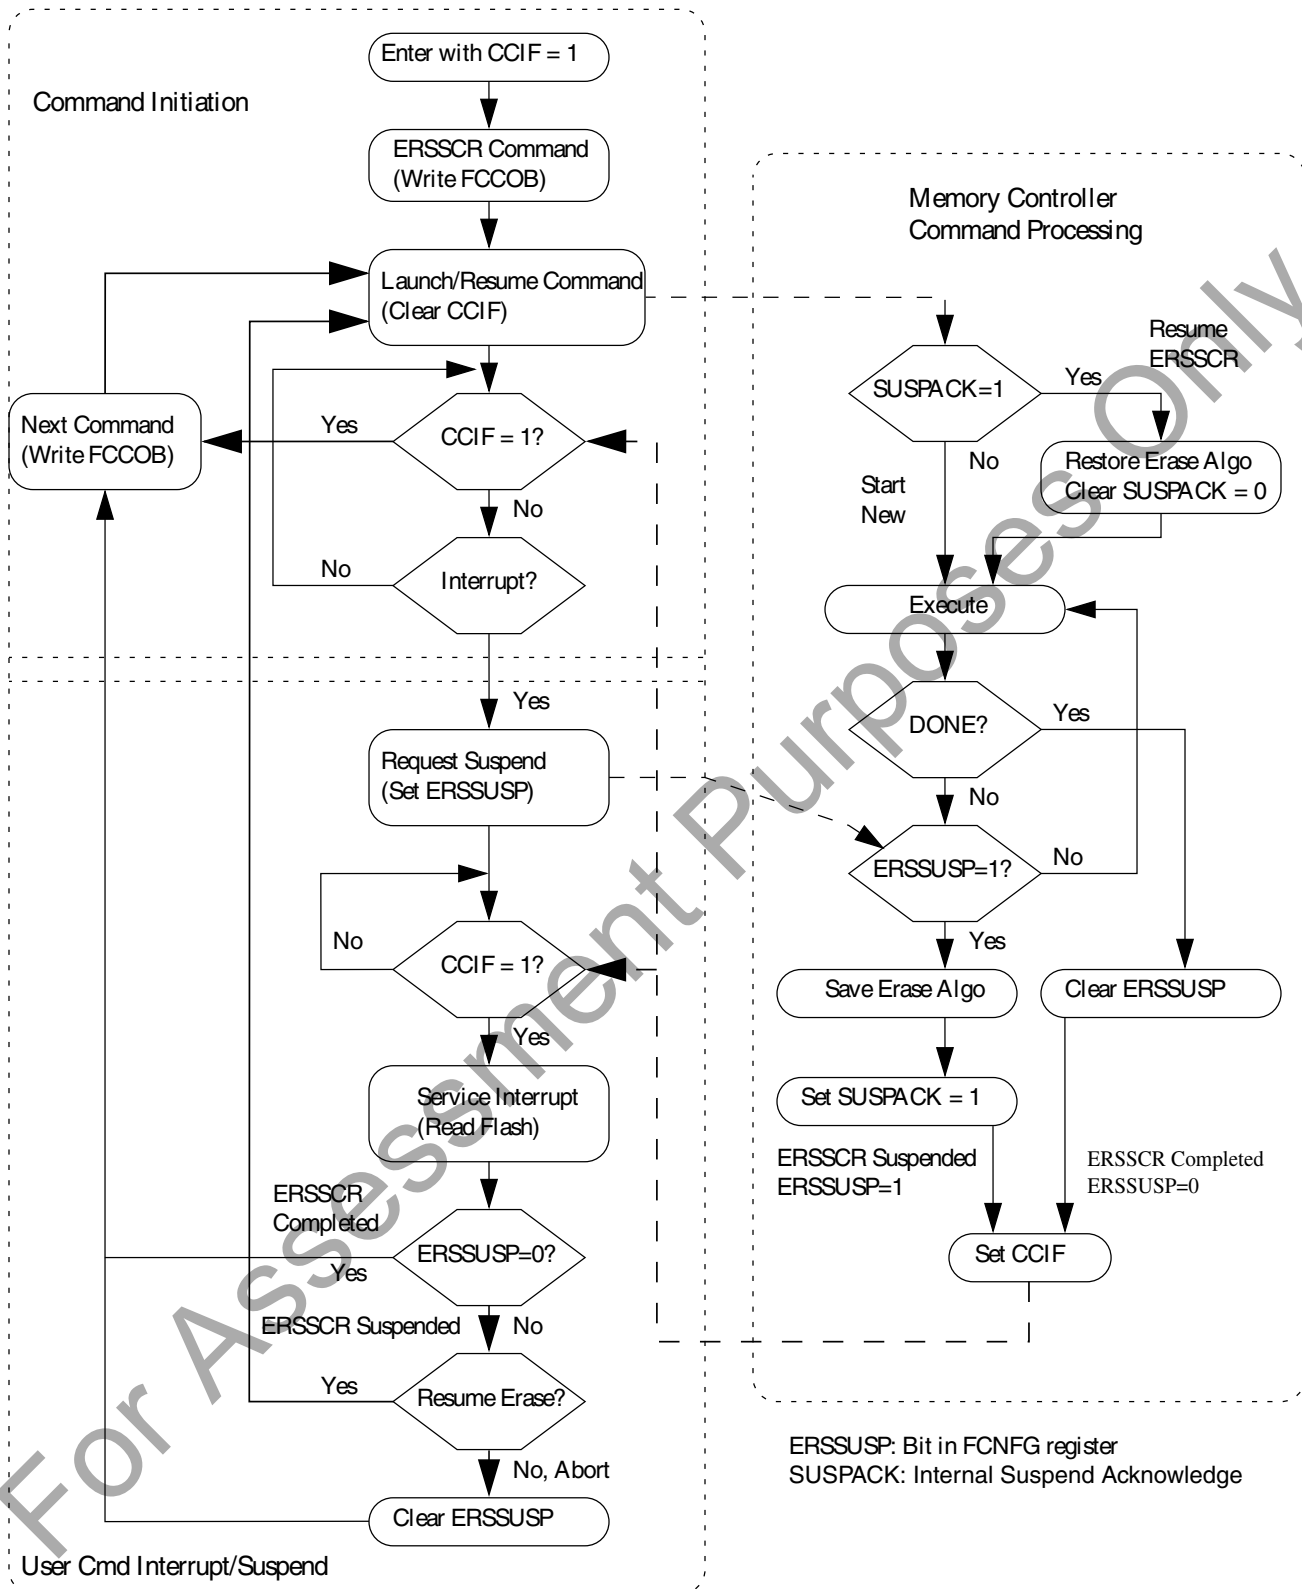 Command Initiation
Enter with CCIF = 1
ERSSCR Command
(Write FCCOB)
Launch/Resume Command
(Clear CCIF)
Next Command
(Write FCCOB)
Yes
CCIF = 1?
No
No
Interrupt?
Yes
Request Suspend
(Set ERSSUSP)
No
CCIF = 1?
Yes
Service Interrupt
(Read Flash)
ERSSCR
Completed
ERSSUSP=0?
Yes
ERSSCR Suspended
No
Yes
Resume Erase?
No, Abort
Clear ERSSUSP
User Cmd Interrupt/Suspend
Memory Controller
Command Processing
Resume
ERSSCR
SUSPACK=1
Yes
No
Restore Erase Algo
Clear SUSPACK = 0
Start
New
Execute
DONE?
Yes
No
ERSSUSP=1?
No
Yes
Save Erase Algo
Clear ERSSUSP
Set SUSPACK = 1
ERSSCR Suspended
ERSSUSP=1
ERSSCR Completed
ERSSUSP=0
Set CCIF
ERSSUSP: Bit in FCNFG register
SUSPACK: Internal Suspend Acknowledge
For Assessment Purposes Only